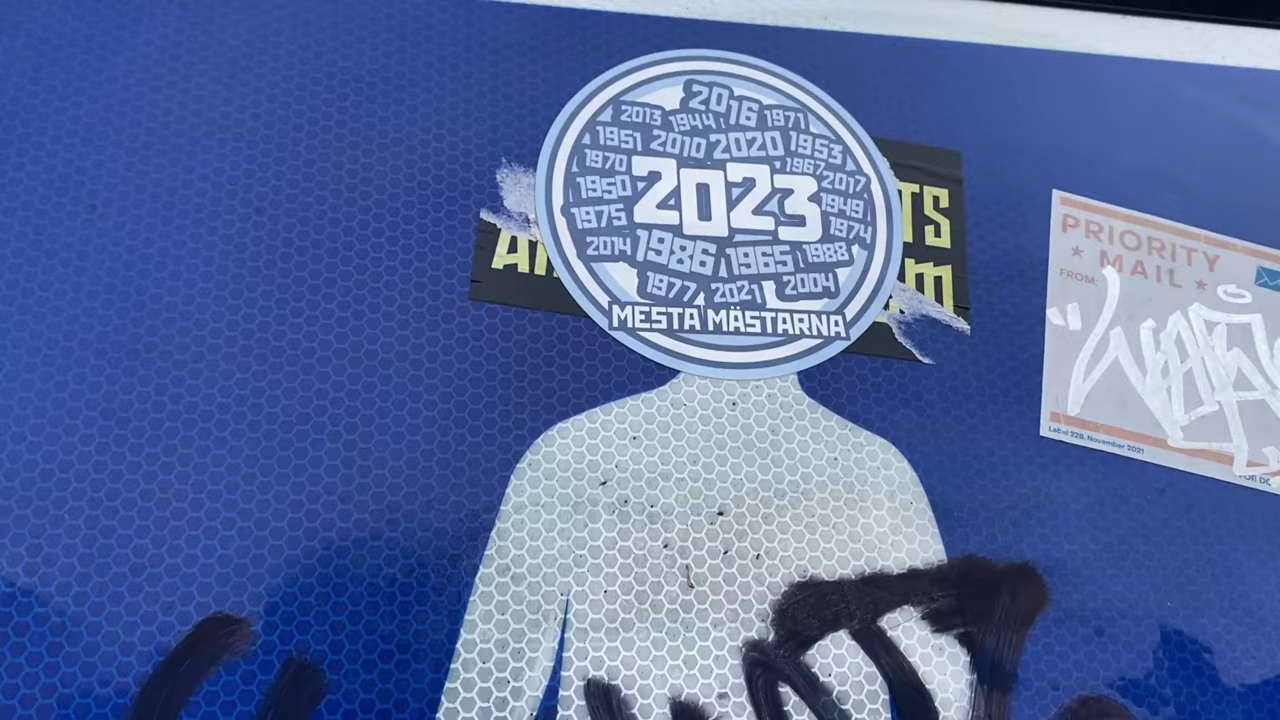 2016
2013 1944 1971
1951 2010 2020 1953
1970 1967 2017
1950 2023 1949
1975 1974
2014 1986 1965 1988
1977 2021 2004
MESTA MÄSTARNA
PRIORITY
★ MAIL ★
FROM:
Label 228, November 2021